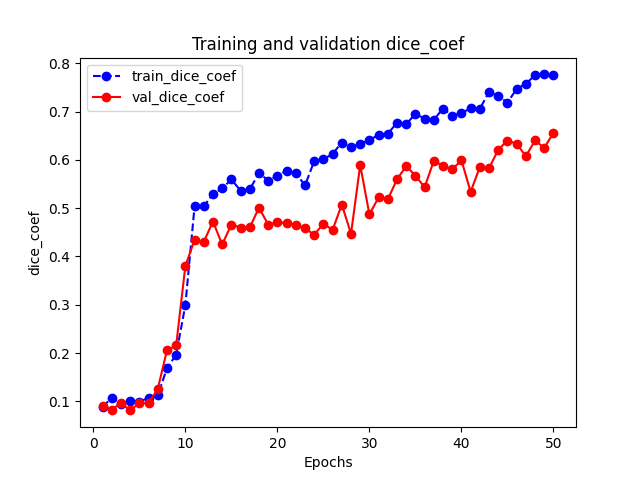 Training and validation dice_coef
train_dice_coef
val_dice_coef
0.8
0.7
0.6
0.5
0.4
0.3
0.2
0.1
dice_coef
0 10 20 30 40 50
Epochs